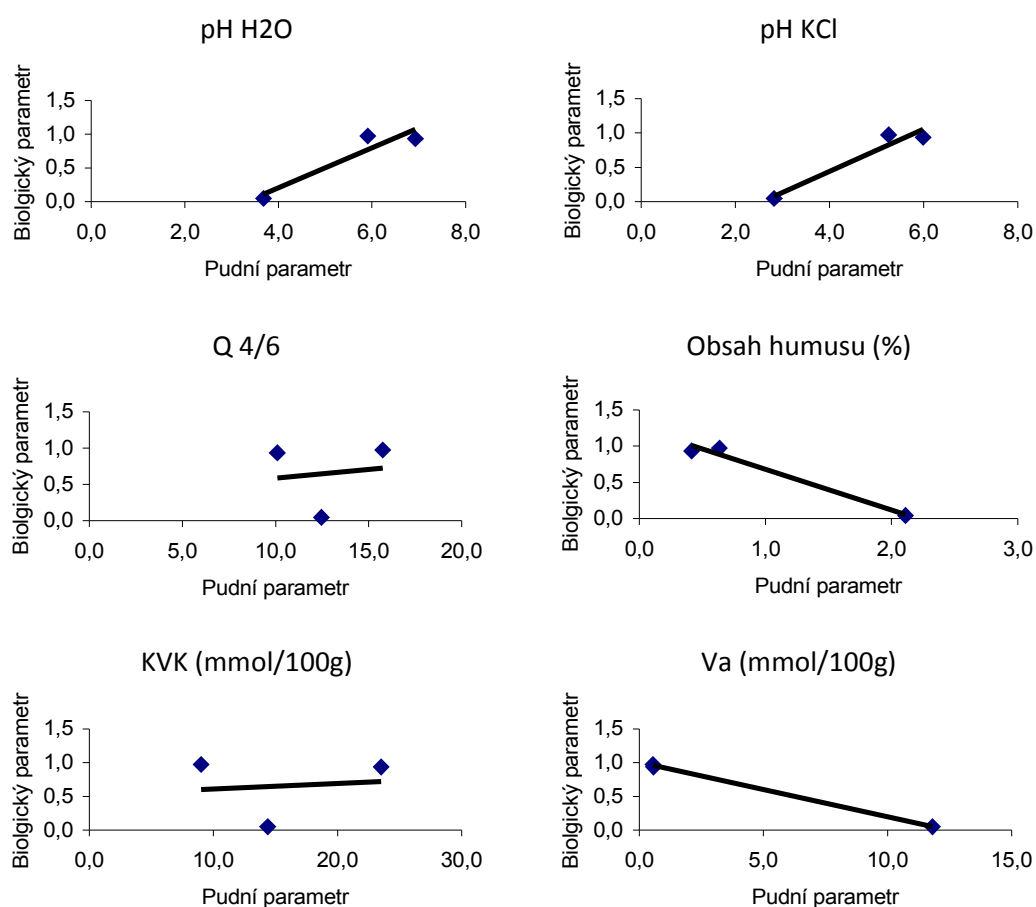 pH H2O
Biolgický parametr
1,5
1,0
0,5
0,0
0,0 2,0 4,0 6,0 8,0
Pudní parametr
pH KCl
Biolgický parametr
1,5
1,0
0,5
0,0
0,0 2,0 4,0 6,0 8,0
Pudní parametr
Q 4/6
Biolgický parametr
1,5
1,0
0,5
0,0
0,0 5,0 10,0 15,0 20,0
Pudní parametr
Obsah humusu (%)
Biolgický parametr
1,5
1,0
0,5
0,0
0,0 1,0 2,0 3,0
Pudní parametr
KVK (mmol/100g)
Biolgický parametr
1,5
1,0
0,5
0,0
0,0 10,0 20,0 30,0
Pudní parametr
Va (mmol/100g)
Biolgický parametr
1,5
1,0
0,5
0,0
0,0 5,0 10,0 15,0
Pudní parametr